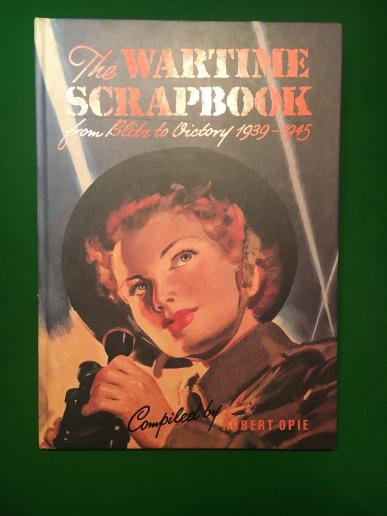 The WARTIME
SCRAPBOOK
from Blitz to Victory 1939-1945
Compiled by
ROBERT OPIE